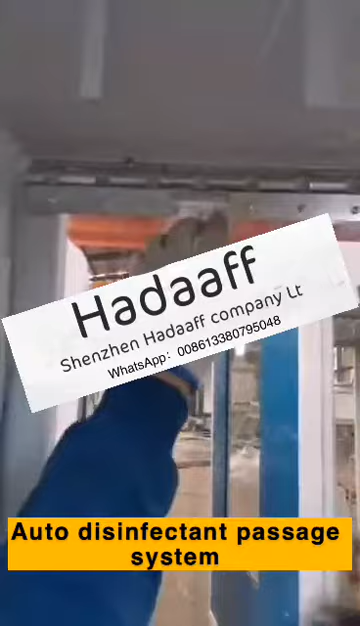 Hadaaff
Shenzhen Hadaaff company Lt
WhatsApp: 008613380795048
Auto disinfectant passage
system